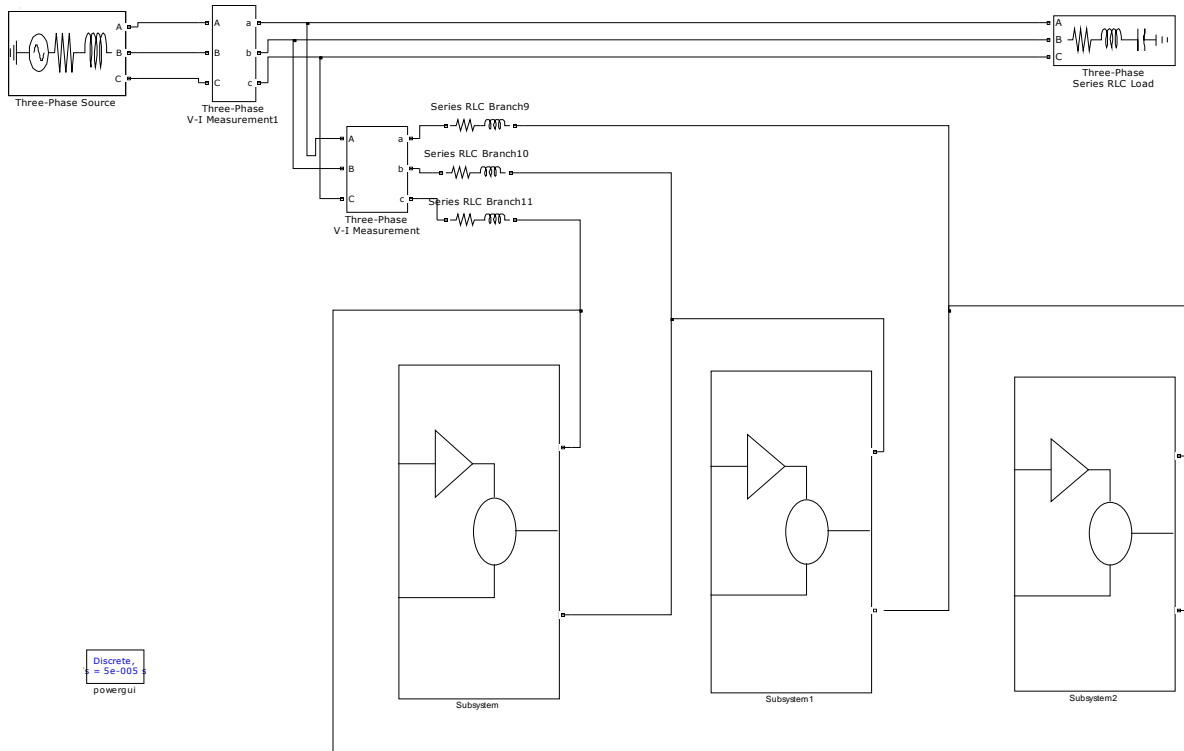 A
B
C
Three-Phase Source
A
B
C
a
b
c
Three-Phase
V-I Measurement1
A
B
C
Three-Phase
Series RLC Load
Series RLC Branch9
Series RLC Branch10
Series RLC Branch11
A
B
C
a
b
c
Three-Phase
V-I Measurement
Discrete,
s = 5e-005 s
powergui
Subsystem
Subsystem1
Subsystem2